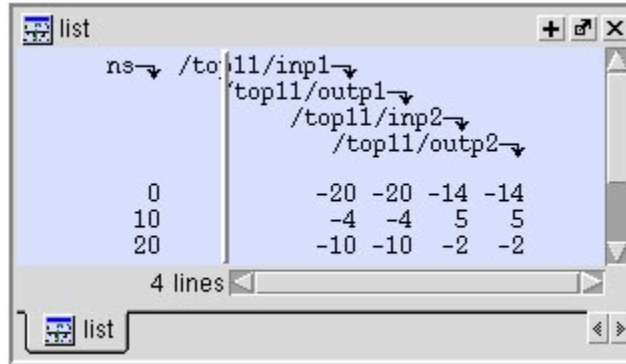 list
ns /top11/inp1
/top11/outp1
/top11/inp2
/top11/outp2
0 -20 -20 -14 -14
10 -4 -4 5 5
20 -10 -10 -2 -2
4 lines
list